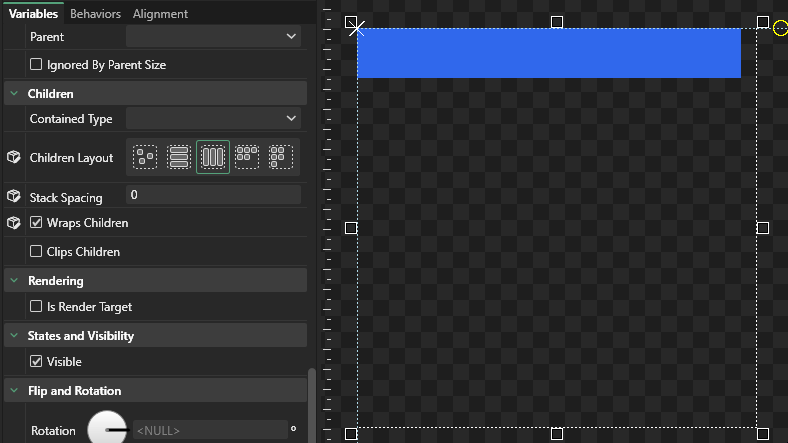 Variables Behaviors Alignment
Parent
Ignored By Parent Size
Children
Contained Type
Children Layout
Stack Spacing 0
Wraps Children
Clips Children
Rendering
Is Render Target
States and Visibility
Visible
Flip and Rotation
Rotation <NULL> °